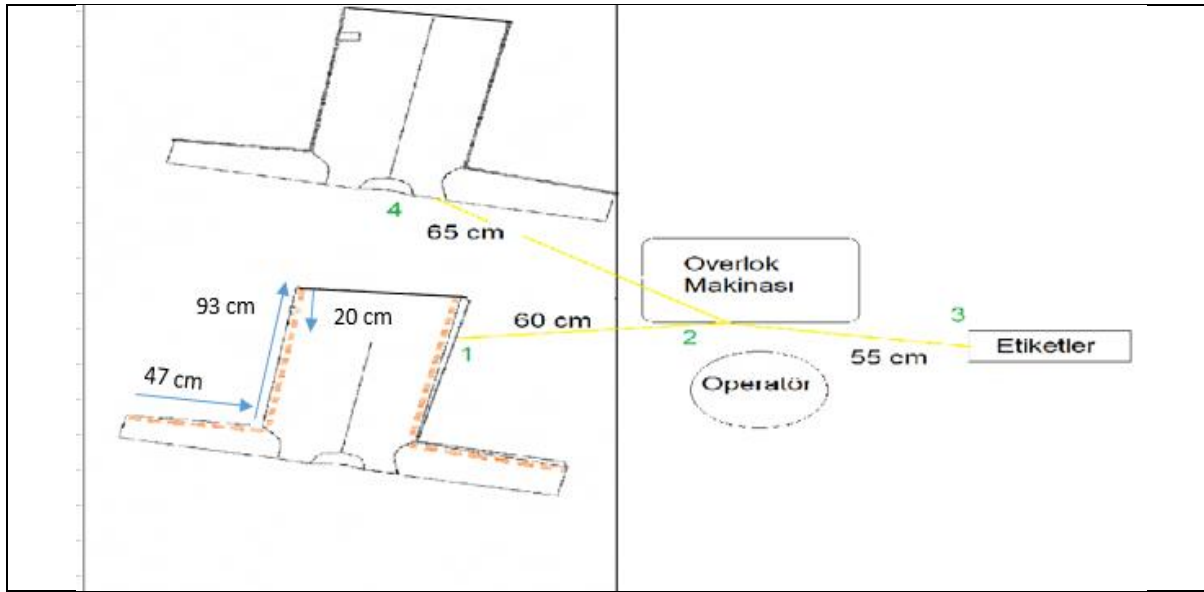 4
65 cm
Overlok
Makinası
93 cm
20 cm
60 cm
1
2
3
Etiketler
55 cm
47 cm
Operatör